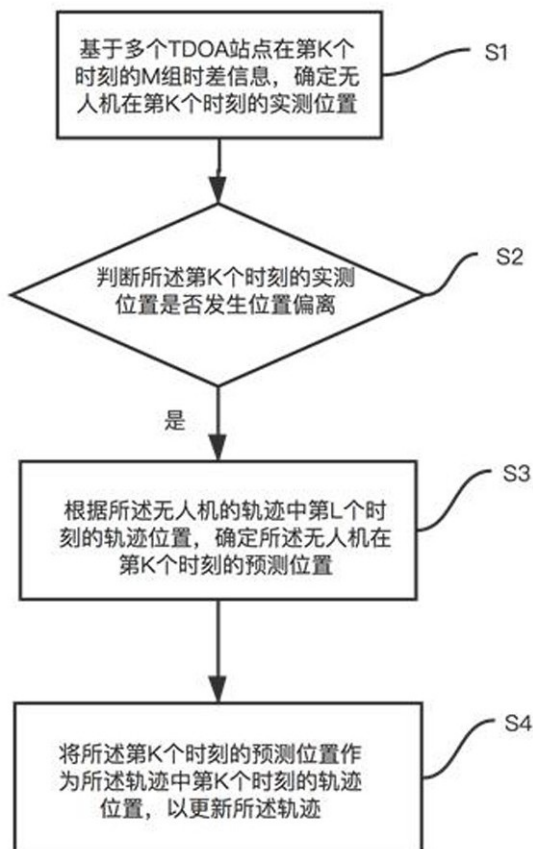 基于多个TDOA站点在第K个
时刻的M组时差信息，确定无
人机在第K个时刻的实测位置
S1
判断所述第K个时刻的实测
位置是否发生位置偏离
S2
是
根据所述无人机的轨迹中第L个时
刻的轨迹位置，确定所述无人机在
第K个时刻的预测位置
S3
将所述第K个时刻的预测位置作
为所述轨迹中第K个时刻的轨迹
位置，以更新所述轨迹
S4